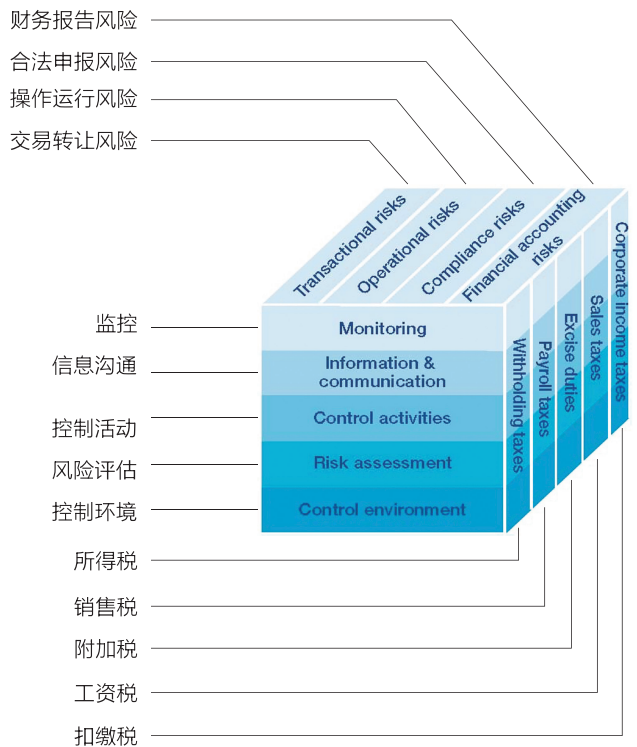 财务报告风险
合法申报风险
操作运行风险
交易转让风险
Transactional risks
Operational risks
Compliance risks
Financial accounting
risks
监控
信息沟通
控制活动
风险评估
控制环境
Monitoring
Information &
communication
Control activities
Risk assessment
Control environment
Withholding taxes
Payroll taxes
Excise duties
Sales taxes
Corporate income taxes
所得税
销售税
附加税
工资税
扣缴税